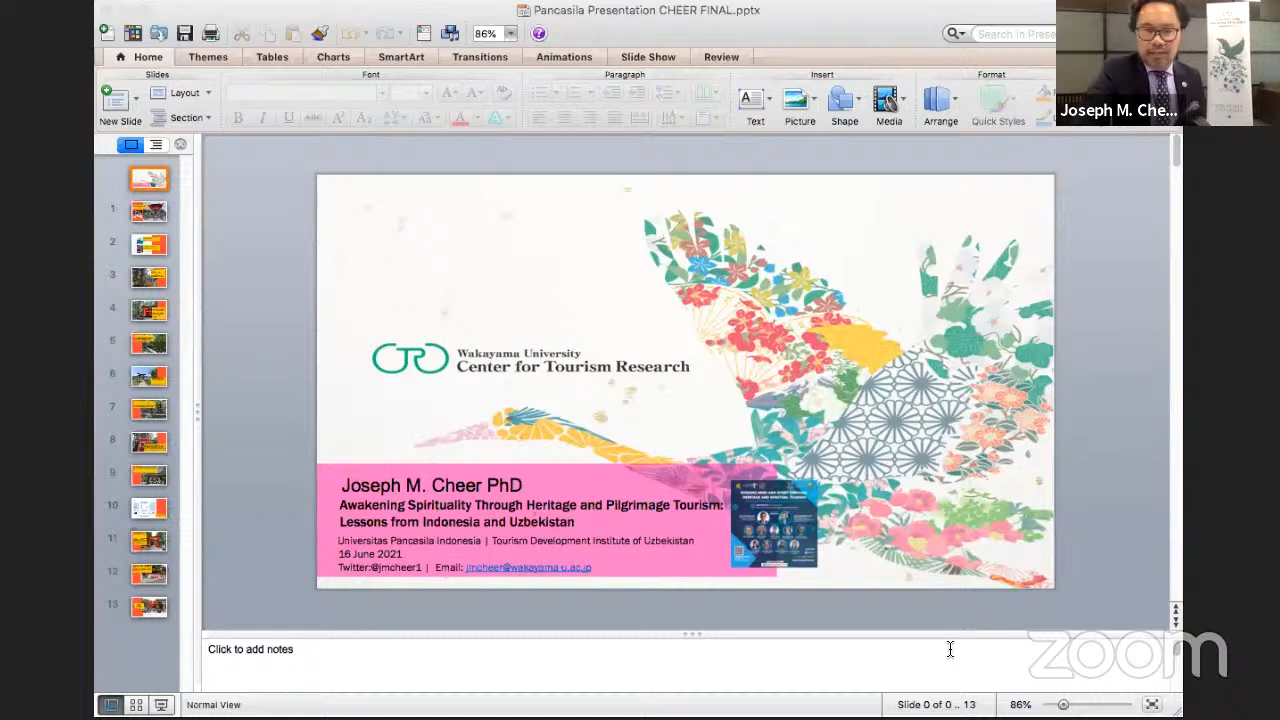 Pancasila Presentation CHEER FINAL.pptx
86%
Search in Pres
Home Themes Tables Charts SmartArt Transitions Animations Slide Show Review
Slides Font Paragraph Insert Format
New Slide Layout Section
Text Picture Shape Media Arrange Quick Styles
Joseph M. Chee...
1
2
3
4
5
6
7
8
9
10
11
12
13
Wakayama University
Center for Tourism Research
Joseph M. Cheer PhD
Awakening Spirituality Through Heritage and Pilgrimage Tourism:
Lessons from Indonesia and Uzbekistan
Universitas Pancasila Indonesia | Tourism Development Institute of Uzbekistan
16 June 2021
Twitter:@jmcheer1 | Email: jmcheer@wakayama-u.ac.jp
Click to add notes
zoom
Normal View Slide 0 of 0 .. 13 86%